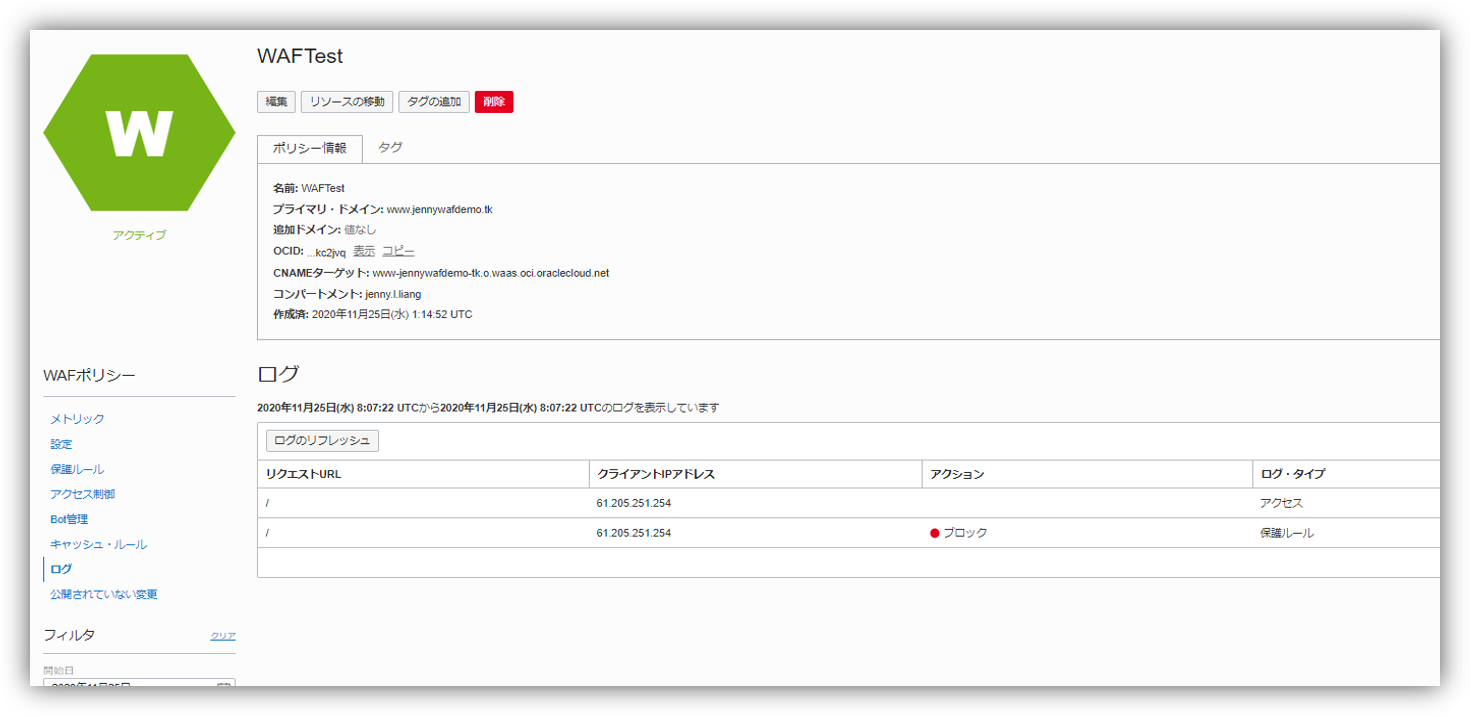 WAFTest
W
編集 リソースの移動 タグの追加 削除
ポリシー情報 タグ
名前: WAFTest
プライマリ・ドメイン: www.jennywafdemo.tk
追加ドメイン: 値なし
OCID: ...kc2jvq 表示 コピー
CNAMEターゲット: www-jennywafdemo-tk.o.waas.oci.oraclecloud.net
コンパートメント: jenny.l.liang
作成済: 2020年11月25日(水) 1:14:52 UTC
アクティブ
WAFポリシー
メトリック
設定
保護ルール
アクセス制御
Bot管理
キャッシュ・ルール
ログ
公開されていない変更
フィルタ クリア
開始日
2020年11月25日
ログ
2020年11月25日(水) 8:07:22 UTCから2020年11月25日(水) 8:07:22 UTCのログを表示しています
ログのリフレッシュ
リクエストURL クライアントIPアドレス アクション ログ・タイプ
/ 61.205.251.254 アクセス
/ 61.205.251.254 ブロック 保護ルール